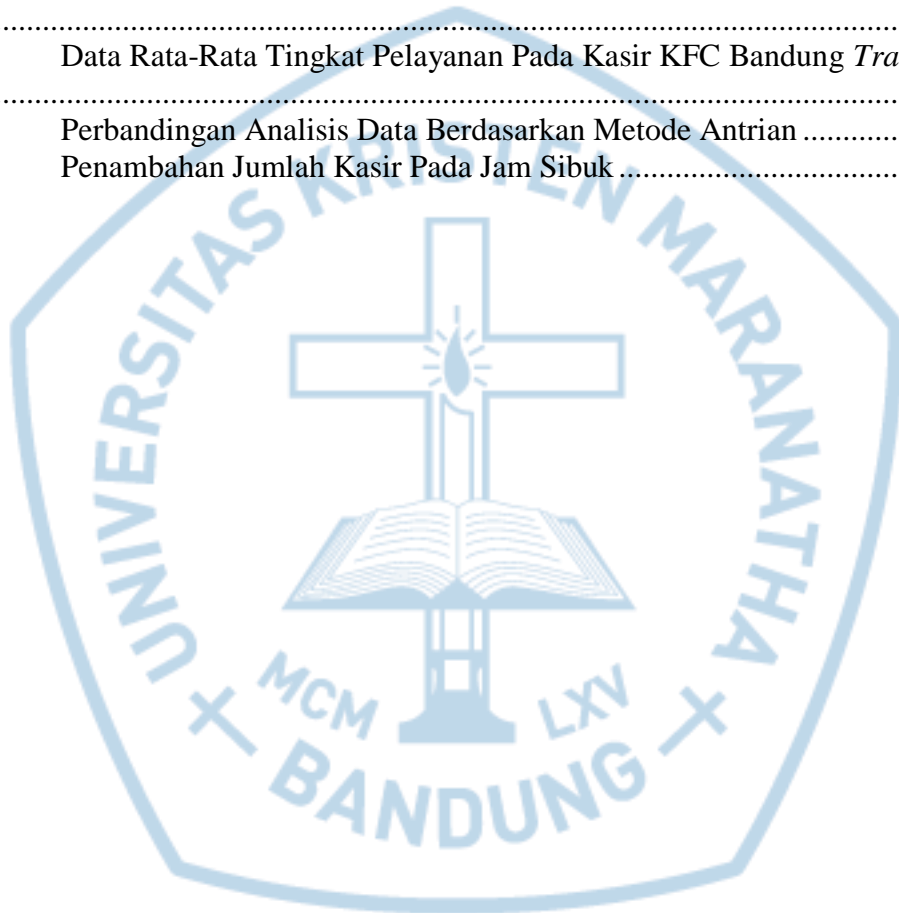 ................................................................................
Data Rata-Rata Tingkat Pelayanan Pada Kasir KFC Bandung
................................................................................
Perbandingan Analisis Data Berdasarkan Metode Antrian ............
Penambahan Jumlah Kasir Pada Jam Sibuk ..................................
UNIVERSITAS KRISTEN MARANATHA
MCM LXV
BANDUNG